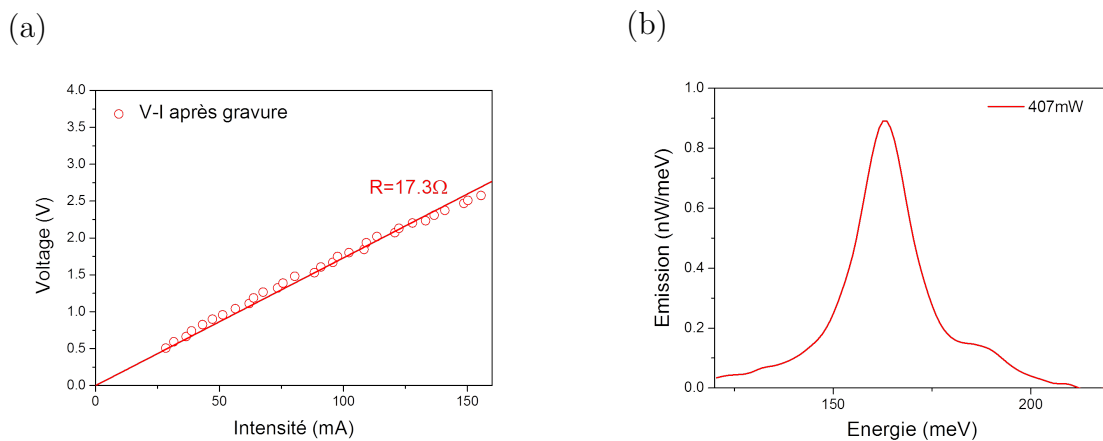 (a)
(b)
4.0
3.5
3.0
2.5
2.0
1.5
1.0
0.5
0.0
Voltage (V)
V-I après gravure
R=17.3Ω
0
50
100
150
Intensité (mA)
1.0
0.8
0.6
0.4
0.2
0.0
Emission (nW/meV)
407mW
150
200
Energie (meV)